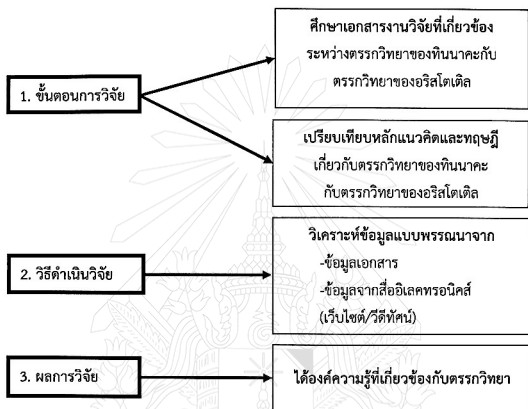 ศึกษาเอกสารงานวิจัยที่เกี่ยวข้อง
ระหว่างตรรกวิทยาของทินนาคะกับ
ตรรกวิทยาของอริสโตเติล
1. ขั้นตอนการวิจัย
เปรียบเทียบหลักแนวคิดและทฤษฎี
เกี่ยวกับตรรกวิทยาของทินนาคะ
กับตรรกวิทยาของอริสโตเติล
2. วิธีดำเนินวิจัย
วิเคราะห์ข้อมูลแบบพรรณนาจาก
-ข้อมูลเอกสาร
-ข้อมูลจากสื่ออิเลคทรอนิคส์
(เว็บไซต์/วีดีทัศน์)
3. ผลการวิจัย
ได้องค์ความรู้ที่เกี่ยวข้องกับตรรกวิทยา